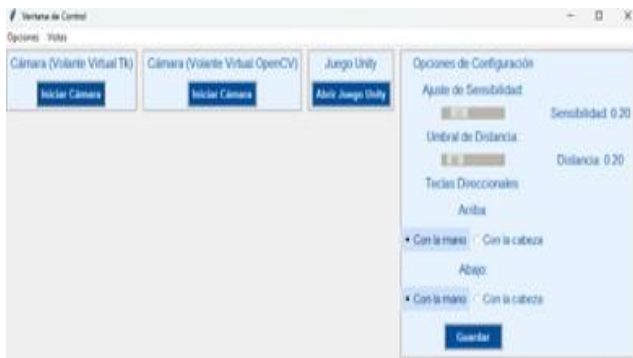 Ventana de Control
Opciones Vistas
Cámara (Volante Virtual Tk)
Iniciar Cámara
Cámara (Volante Virtual OpenCV)
Iniciar Cámara
Juego Unity
Abrir Juego Unity
Opciones de Configuración
Ajuste de Sensibilidad:
Sensibilidad: 0.20
Umbral de Distancia:
Distancia: 0.20
Teclas Direccionales
Arriba:
Con la mano Con la cabeza
Abajo:
Con la mano Con la cabeza
Guardar